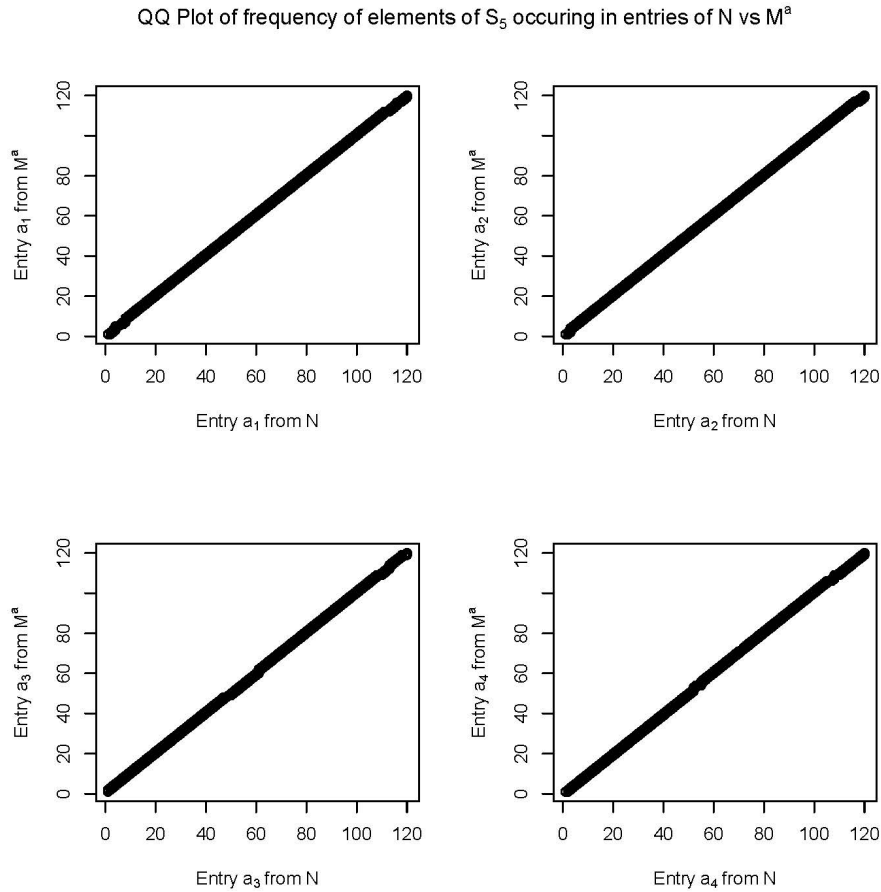 QQ Plot of frequency of elements of S₅ occuring in entries of N vs Mᵃ
120
80
60
40
20
0
Entry a₁ from Mᵃ
0 20 40 60 80 100 120
Entry a₁ from N
120
80
60
40
20
0
Entry a₂ from Mᵃ
0 20 40 60 80 100 120
Entry a₂ from N
120
80
60
40
20
0
Entry a₃ from Mᵃ
0 20 40 60 80 100 120
Entry a₃ from N
120
80
60
40
20
0
Entry a₄ from Mᵃ
0 20 40 60 80 100 120
Entry a₄ from N